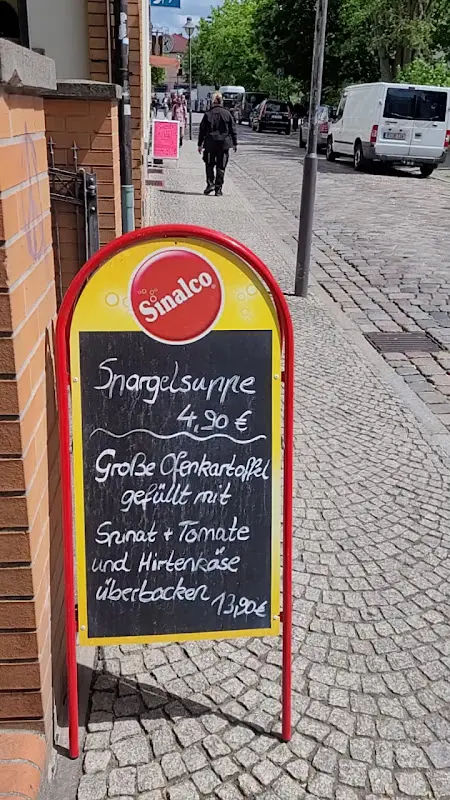 Sinalco
Spargelsuppe
4,90 €
Große Ofenkartoffel
gefüllt mit
Spinat + Tomate
und Hirtenkäse
überbacken 13,90€